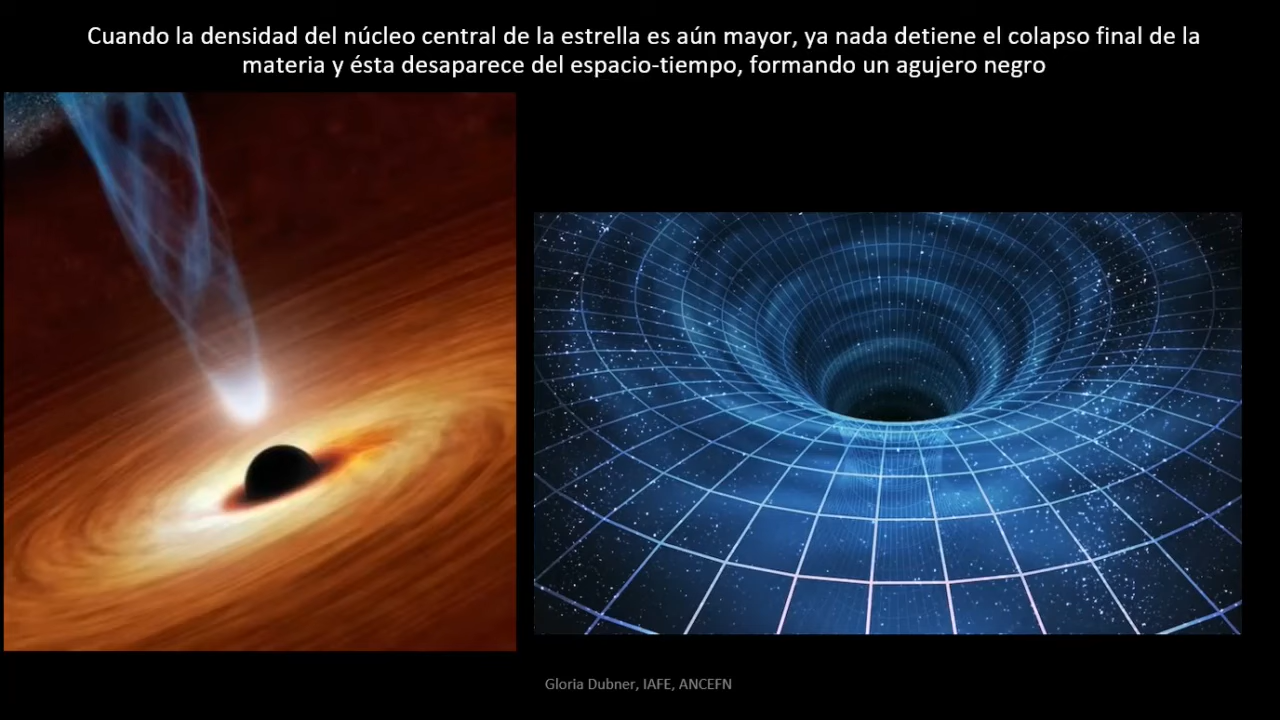 Cuando la densidad del núcleo central de la estrella es aún mayor, ya nada detiene el colapso final de la
materia y ésta desaparece del espacio-tiempo, formando un agujero negro
Gloria Dubner, IAFE, ANCEFN